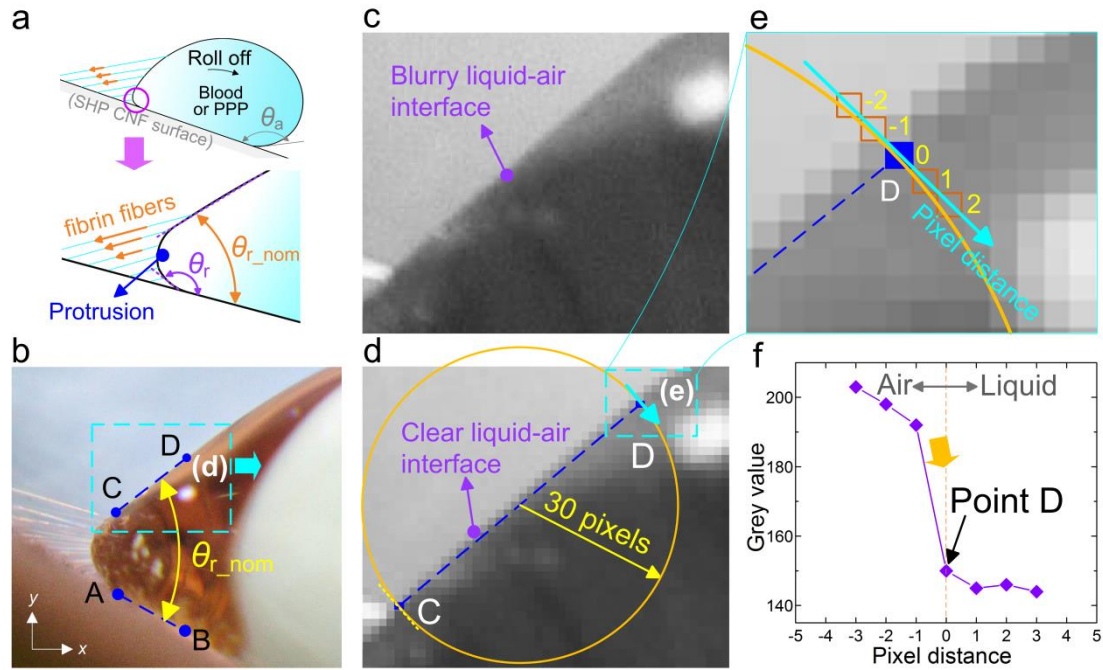 a
Roll off
Blood
or PPP
(SHP CNF surface)
θa
fibrin fibers
θr_nom
θr
Protrusion
b
D
(d)
C
θr_nom
A
B
y
x
c
Blurry liquid-air
interface
d
(e)
D
Clear liquid-air
interface
30 pixels
C
e
-2
-1
0
D
1
2
Pixel distance
f
Air
Liquid
200
180
160
140
Grey value
Point D
-5 -4 -3 -2 -1 0 1 2 3 4 5
Pixel distance